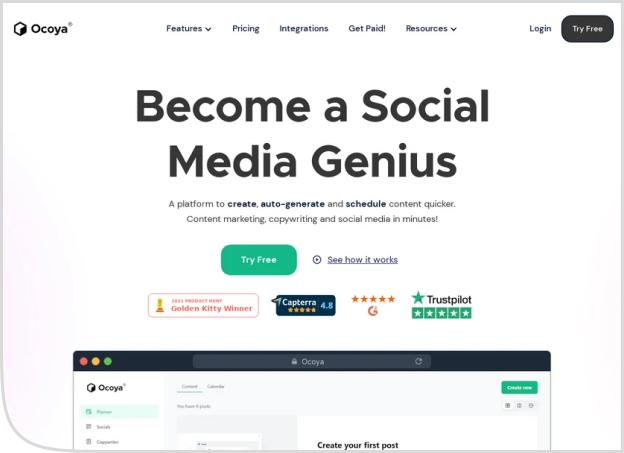 Ocoya®
Features
Pricing
Integrations
Get Paid!
Resources
Login
Try Free
Become a Social
Media Genius
A platform to create, auto-generate and schedule content quicker.
Content marketing, copywriting and social media in minutes!
Try Free
See how it works
2021 PRODUCT HUNT
Golden Kitty Winner
Capterra
4.8
Trustpilot
Ocoya
Ocoya®
Content
Calendar
Create new
You have 0 posts
Planner
Socials
Copywriter
Create your first post